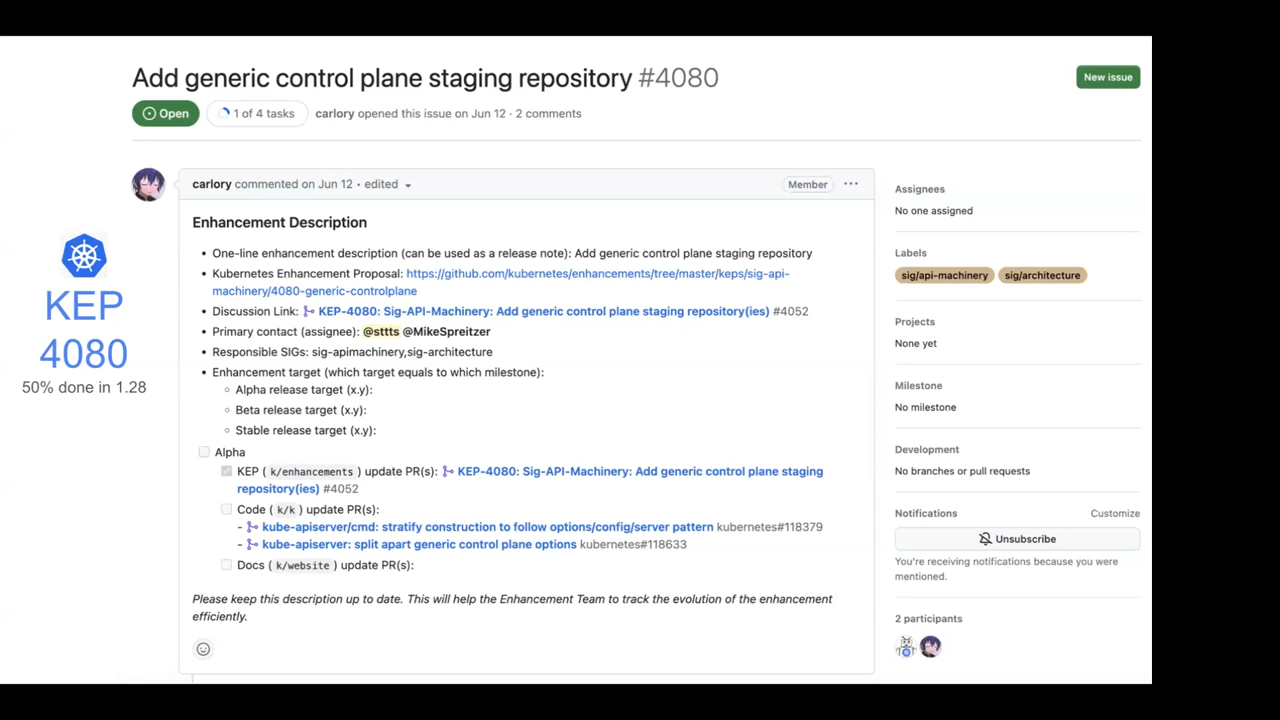 Add generic control plane staging repository #4080
New issue
Open
1 of 4 tasks
carlory opened this issue on Jun 12 · 2 comments
carlory commented on Jun 12 • edited
Member
Enhancement Description
• One-line enhancement description (can be used as a release note): Add generic control plane staging repository
• Kubernetes Enhancement Proposal: https://github.com/kubernetes/enhancements/tree/master/keps/sig-api-
machinery/4080-generic-controlplane
• Discussion Link: KEP-4080: Sig-API-Machinery: Add generic control plane staging repository(ies) #4052
• Primary contact (assignee): @sttts @MikeSpreitzer
• Responsible SIGs: sig-apimachinery,sig-architecture
• Enhancement target (which target equals to which milestone):
◦ Alpha release target (x.y):
◦ Beta release target (x.y):
◦ Stable release target (x.y):
Alpha
KEP ( k/enhancements ) update PR(s): KEP-4080: Sig-API-Machinery: Add generic control plane staging
repository(ies) #4052
Code ( k/k ) update PR(s):
- kube-apiserver/cmd: stratify construction to follow options/config/server pattern kubernetes#118379
- kube-apiserver: split apart generic control plane options kubernetes#118633
Docs ( k/website ) update PR(s):
Please keep this description up to date. This will help the Enhancement Team to track the evolution of the enhancement
efficiently.
KEP
4080
50% done in 1.28
Assignees
No one assigned
Labels
sig/api-machinery
sig/architecture
Projects
None yet
Milestone
No milestone
Development
No branches or pull requests
Notifications
Customize
Unsubscribe
You're receiving notifications because you were
mentioned.
2 participants